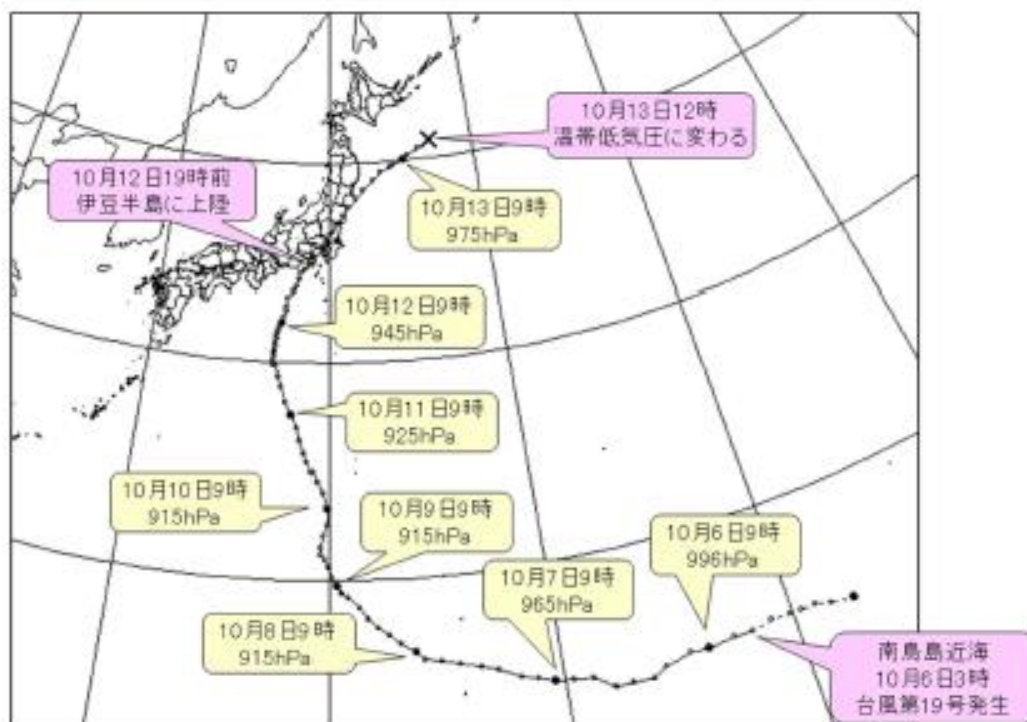 10月13日12時
温帯低気圧に変わる
10月12日19時前
伊豆半島に上陸
10月13日9時
975hPa
10月12日9時
945hPa
10月11日9時
925hPa
10月10日9時
915hPa
10月9日9時
915hPa
10月6日9時
996hPa
10月7日9時
965hPa
10月8日9時
915hPa
南鳥島近海
10月6日3時
台風第19号発生